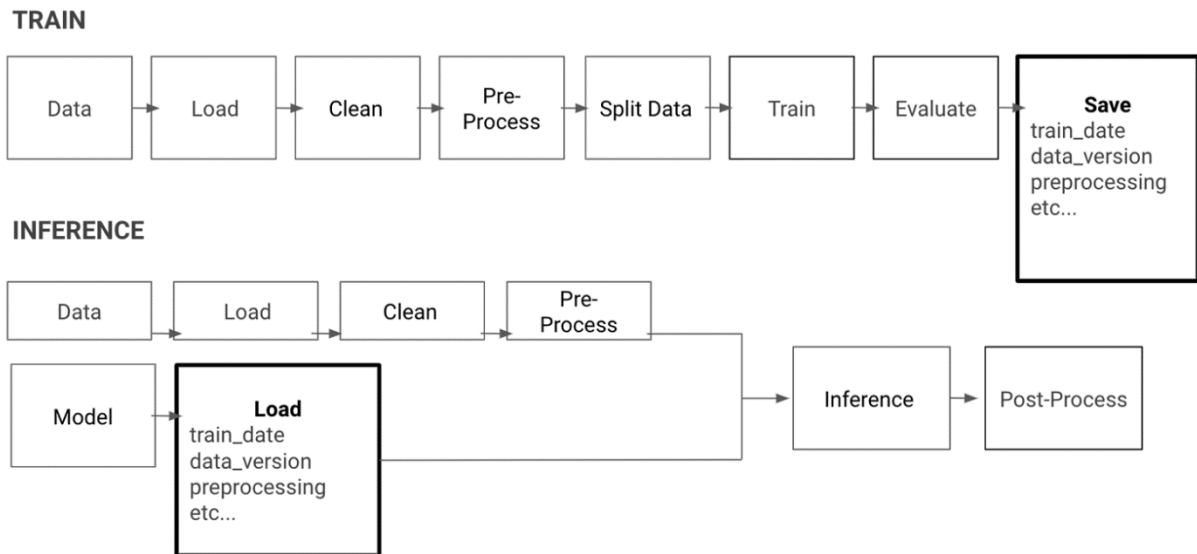 TRAIN
Data
Load
Clean
Pre-
Process
Split Data
Train
Evaluate
Save
train_date
data_version
preprocessing
etc...
INFERENCE
Data
Load
Clean
Pre-
Process
Model
Load
train_date
data_version
preprocessing
etc...
Inference
Post-Process